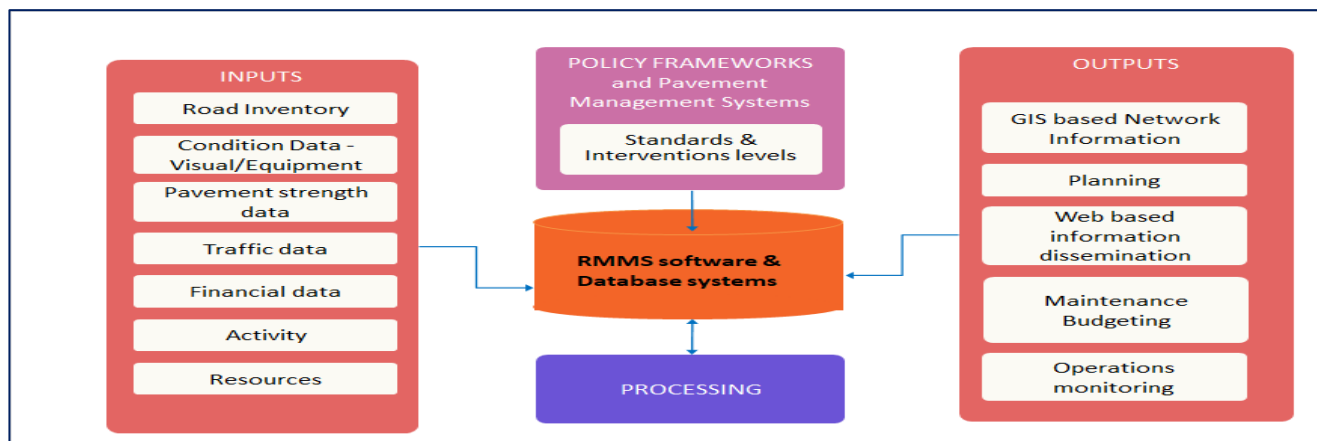 INPUTS
Road Inventory
Condition Data -
Visual/Equipment
Pavement strength
data
Traffic data
Financial data
Activity
Resources
POLICY FRAMEWORKS
and Pavement
Management Systems
Standards &
Interventions levels
RMMS software &
Database systems
PROCESSING
OUTPUTS
GIS based Network
Information
Planning
Web based
information
dissemination
Maintenance
Budgeting
Operations
monitoring